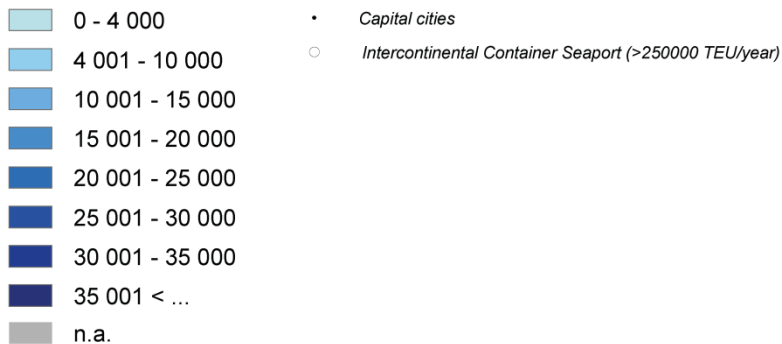 0 - 4 000
4 001 - 10 000
10 001 - 15 000
15 001 - 20 000
20 001 - 25 000
25 001 - 30 000
30 001 - 35 000
35 001 < ...
n.a.
Capital cities
Intercontinental Container Seaport (>250000 TEU/year)